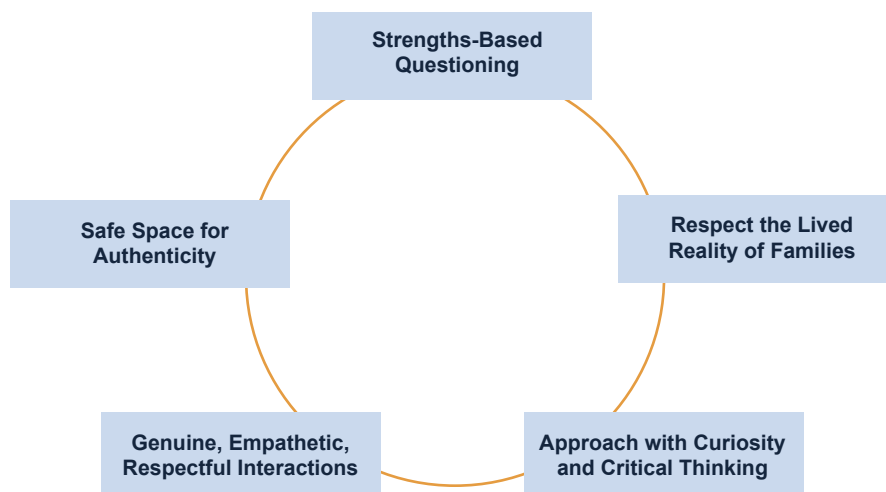 Strengths-Based
Questioning
Safe Space for
Authenticity
Respect the Lived
Reality of Families
Genuine, Empathetic,
Respectful Interactions
Approach with Curiosity
and Critical Thinking